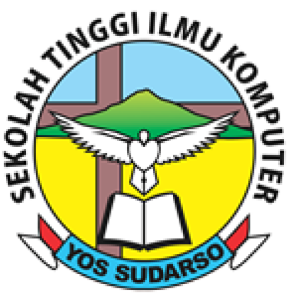 SEKOLAH TINGGI ILMU KOMPUTER
YOS SUDARSO